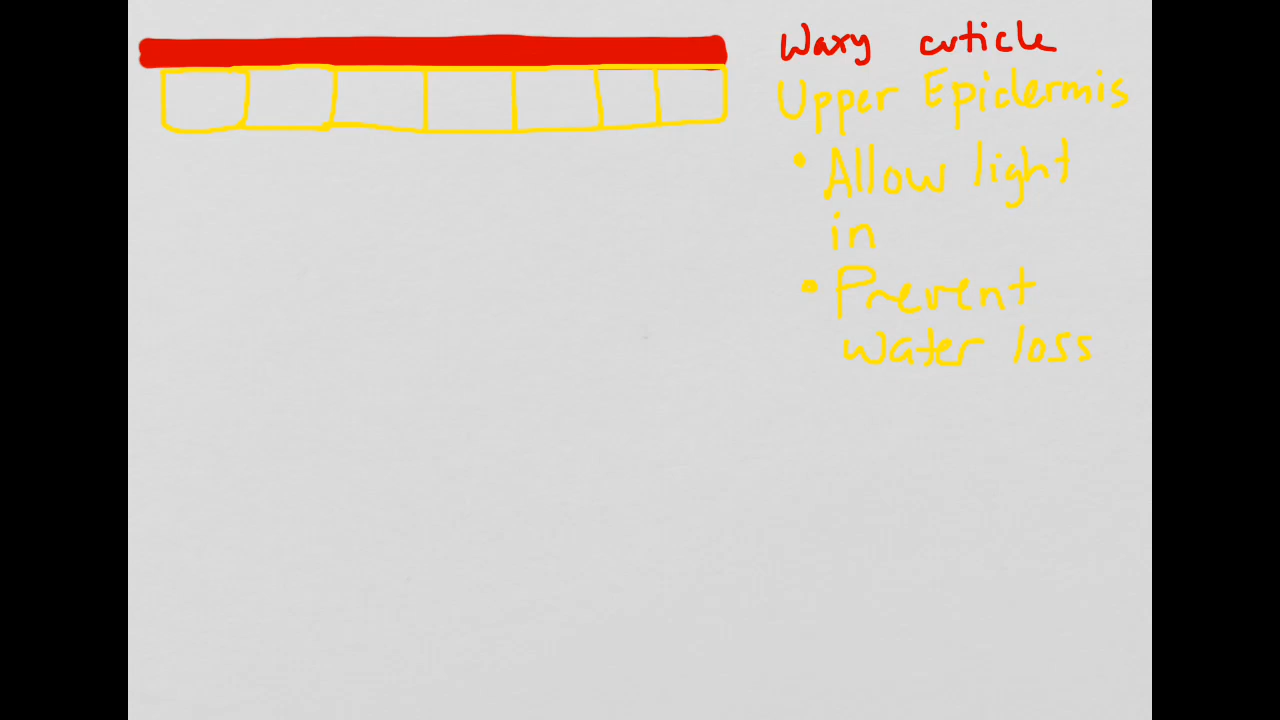 Waxy cuticle
Upper Epidermis
• Allow light
in
• Prevent
water loss